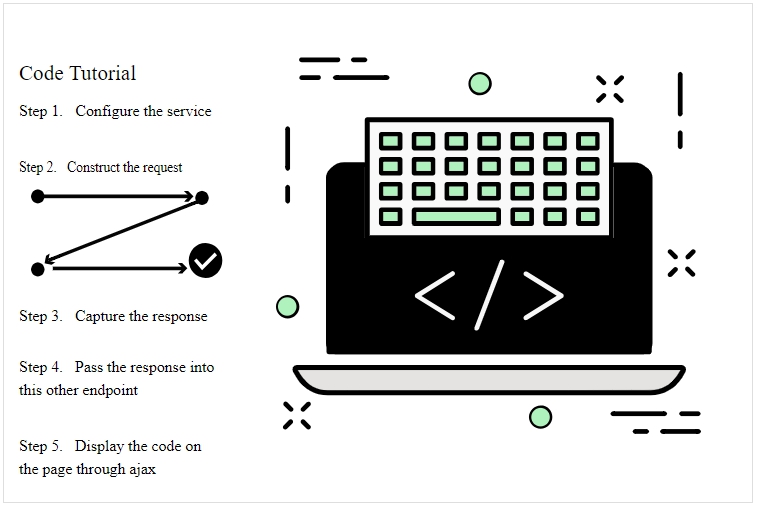 Code Tutorial
Step 1. Configure the service
Step 2. Construct the request
Step 3. Capture the response
Step 4. Pass the response into
this other endpoint
Step 5. Display the code on
the page through ajax
</>